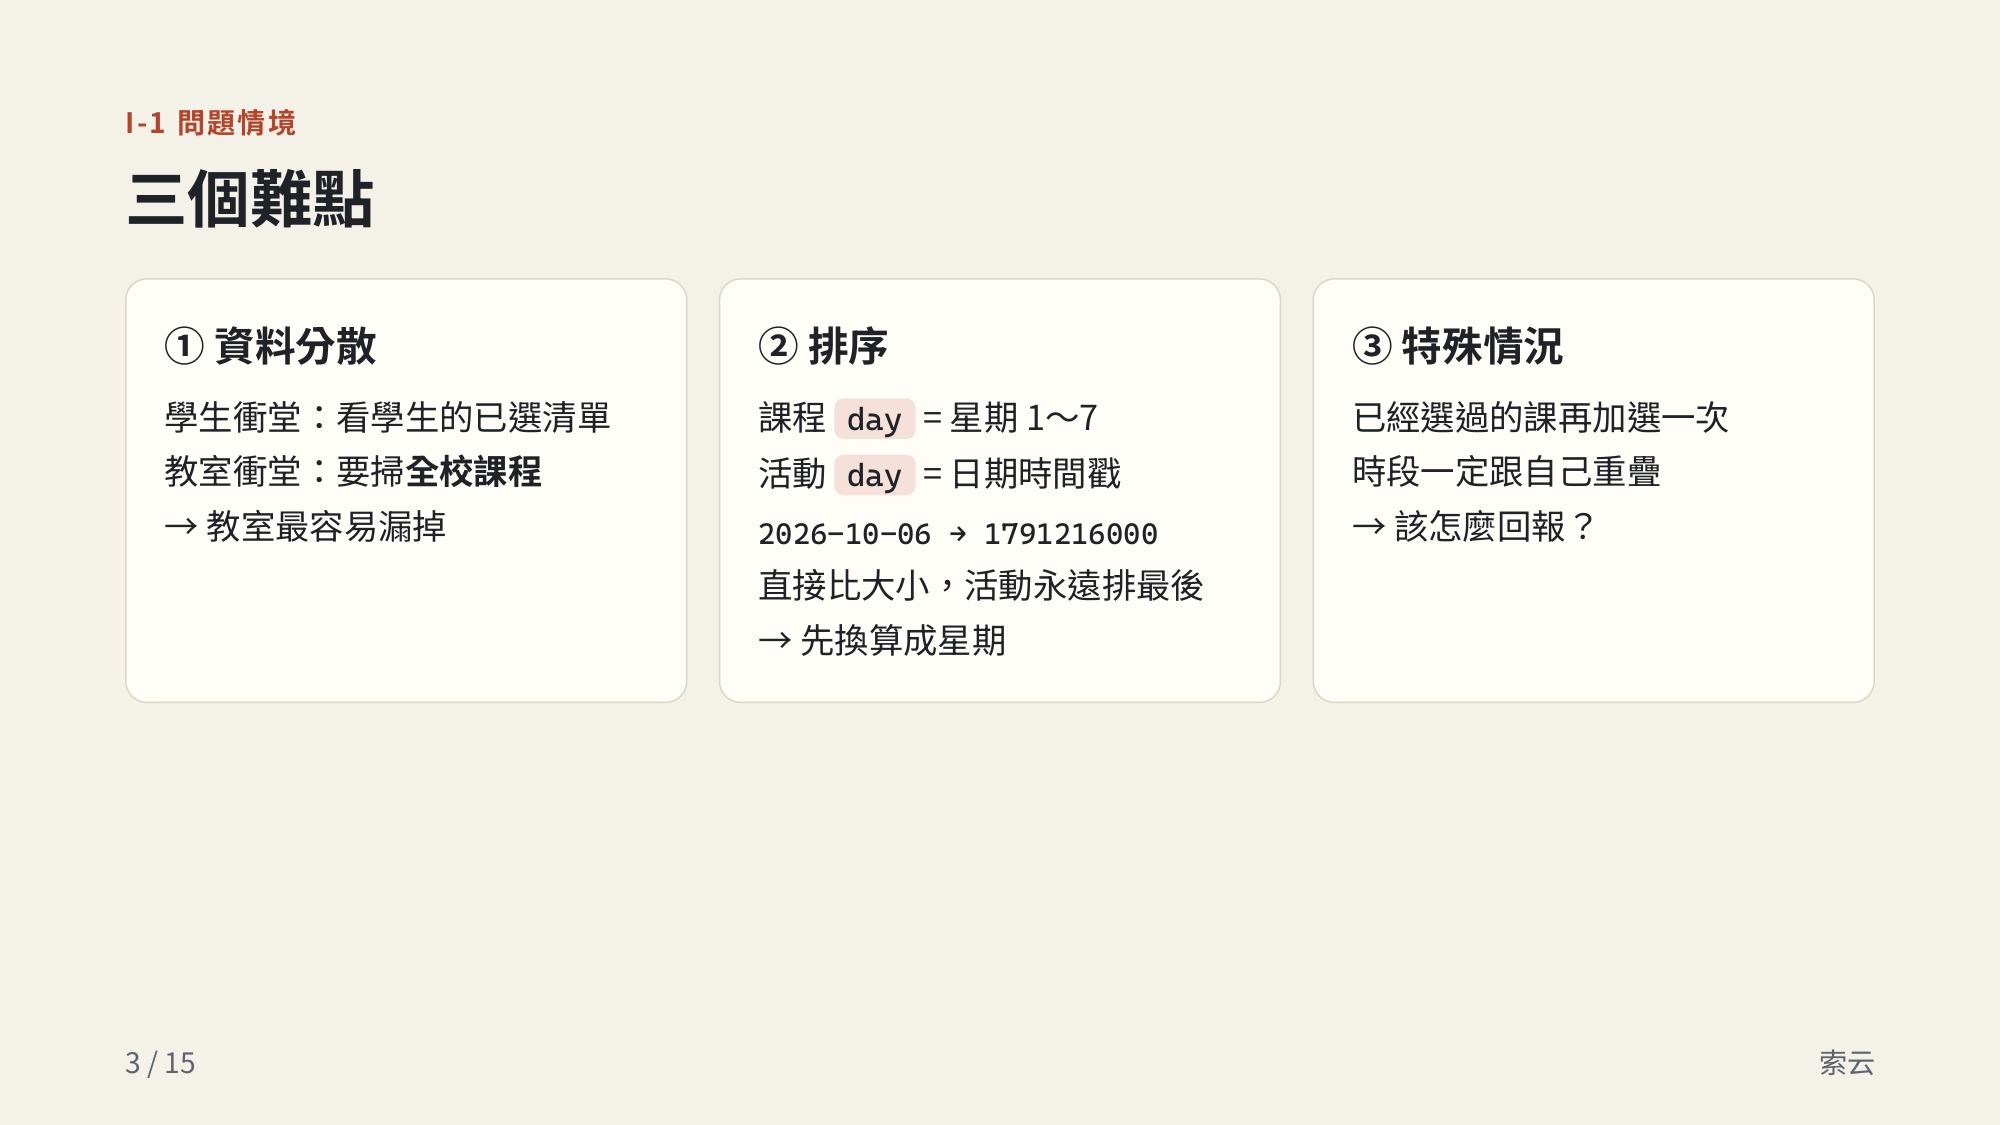 I-1 問題情境
三個難點
① 資料分散
學生衝堂：看學生的已選清單
教室衝堂：要掃全校課程
→ 教室最容易漏掉
② 排序
課程 day = 星期 1～7
活動 day = 日期時間戳
2026-10-06 → 1791216000
直接比大小，活動永遠排最後
→ 先換算成星期
③ 特殊情況
已經選過的課再加選一次
時段一定跟自己重疊
→ 該怎麼回報？
3 / 15
索云